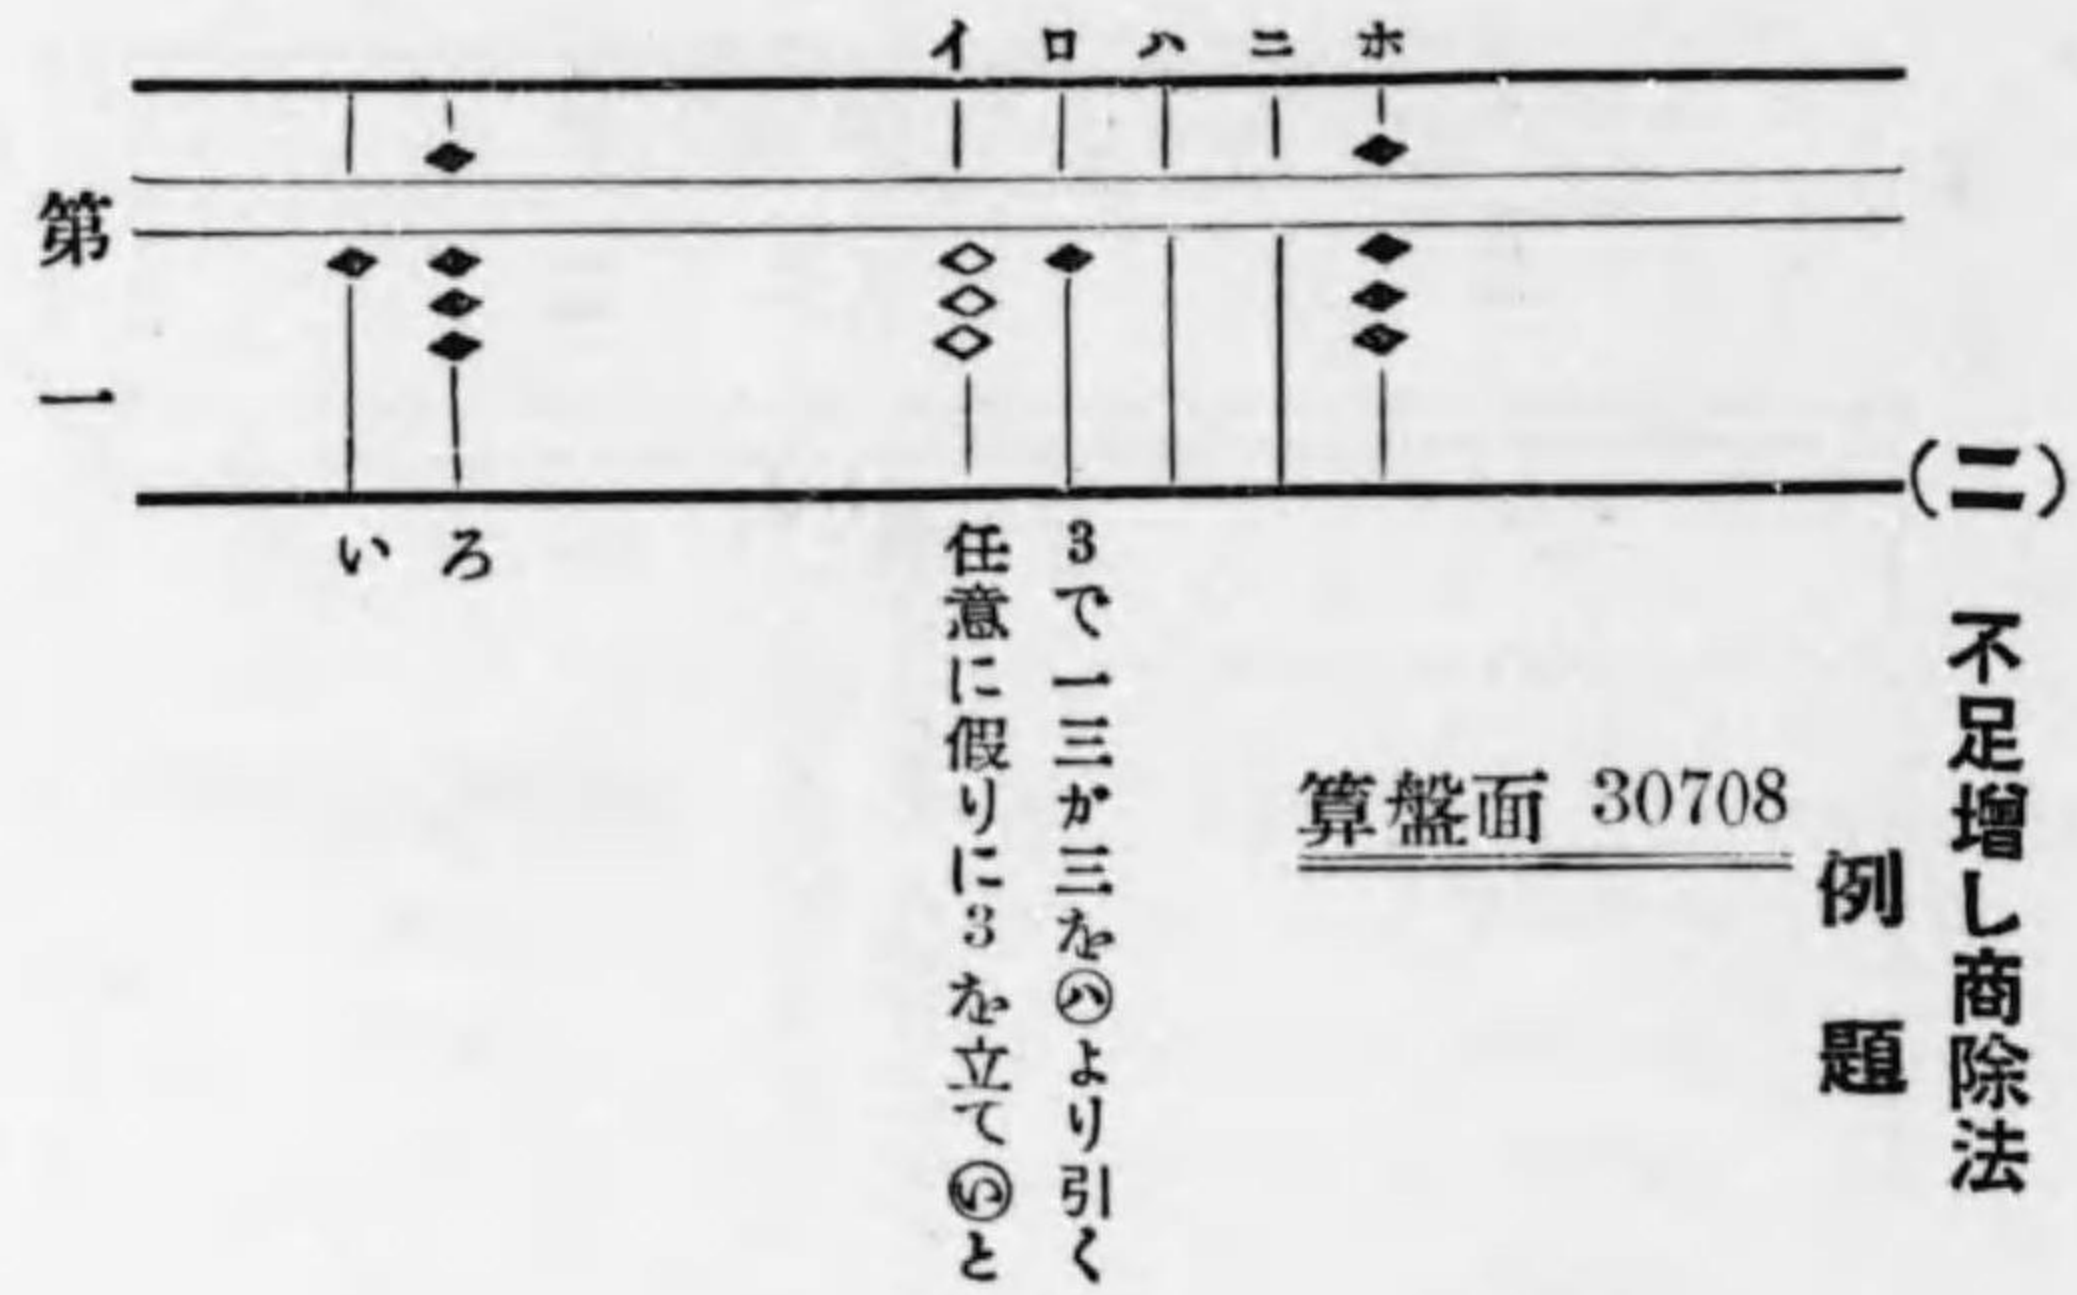 (二) 不足増し商除法
例題
算盤面 30708
イロハニホ
第一
いろ
任意に假りに3を立て㋑と
3で一三が三を㋩より引く